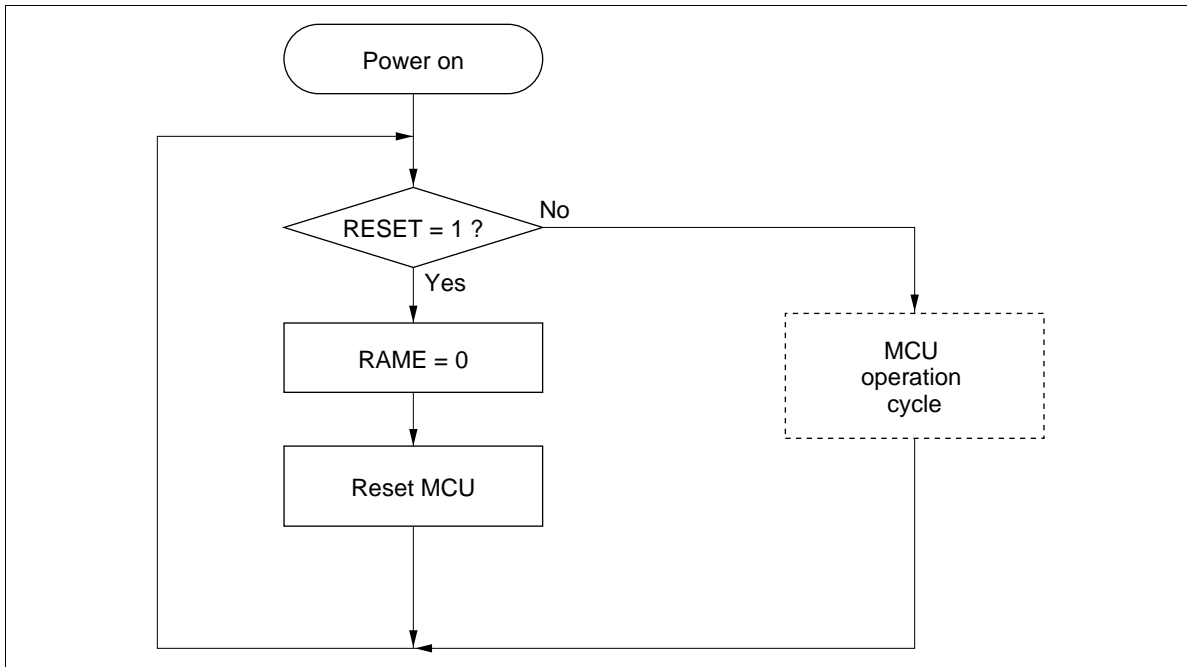 Power on
RESET = 1 ?
No
Yes
RAME = 0
MCU
operation
cycle
Reset MCU